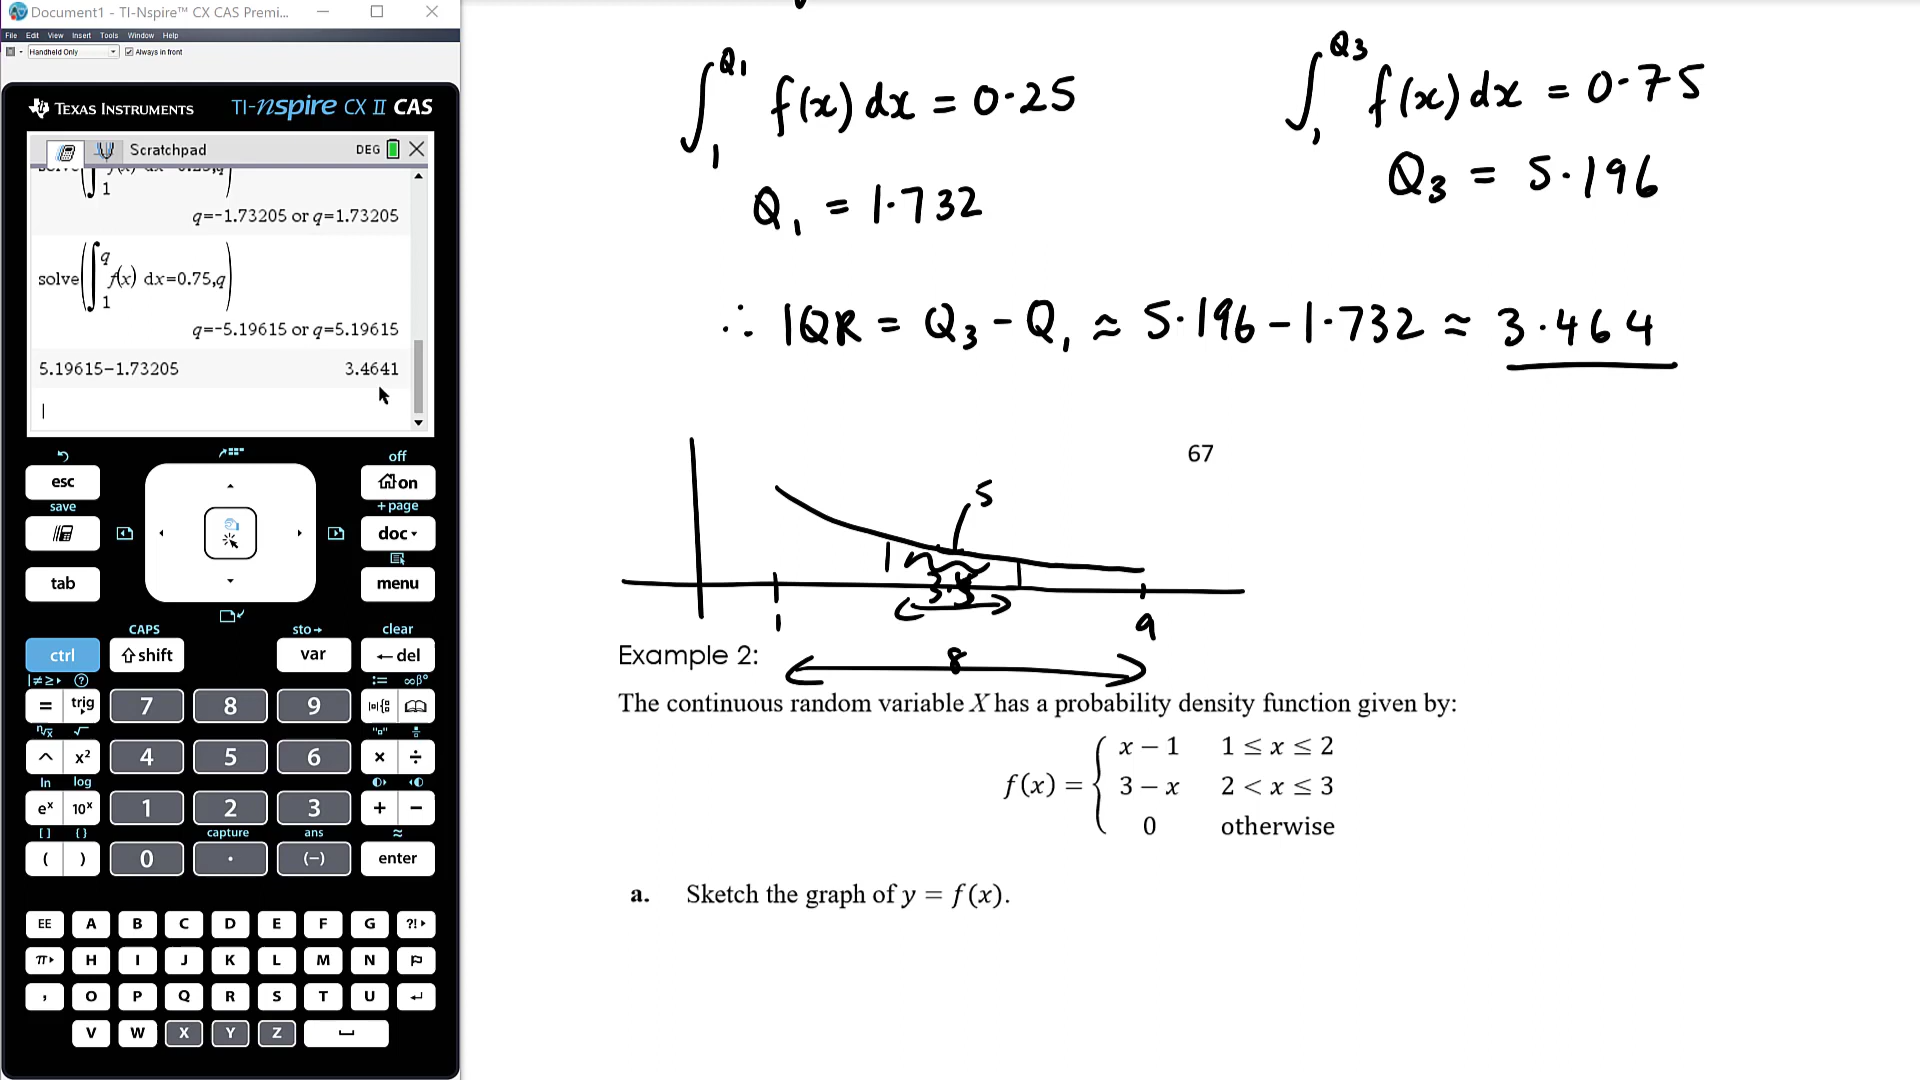 Document1 - TI-Nspire™ CX CAS Premi...
File Edit View Insert Tools Window Help
Handheld Only Always in front
TEXAS INSTRUMENTS TI-nspire CX II CAS
Scratchpad DEG
1
q=-1.73205 or q=1.73205
solve(∫₁^q f(x) dx=0.75,q)
q=-5.19615 or q=5.19615
5.19615-1.73205 3.4641
off
esc on
save + page
doc
tab menu
CAPS sto→ clear
ctrl shift var ←del
|≠≥▸ ? := ∞β°
= trig 7 8 9
ⁿ√x √ "□" ÷
^ x² 4 5 6 × ÷
ln log
eˣ 10ˣ 1 2 3 + −
[ ] { } capture ans ≈
( ) 0 . (−) enter
EE A B C D E F G ?!▸
π▸ H I J K L M N
, O P Q R S T U ↵
V W X Y Z
∫₁^Q₁ f(x) dx = 0.25
Q₁ = 1.732
∫₁^Q₃ f(x) dx = 0.75
Q₃ = 5.196
∴ IQR = Q₃ − Q₁ ≈ 5.196 − 1.732 ≈ 3.464
67
5
3.5
1 9
8
Example 2:
The continuous random variable X has a probability density function given by:
f(x) = { x − 1 1 ≤ x ≤ 2
3 − x 2 < x ≤ 3
0 otherwise
a. Sketch the graph of y = f(x).